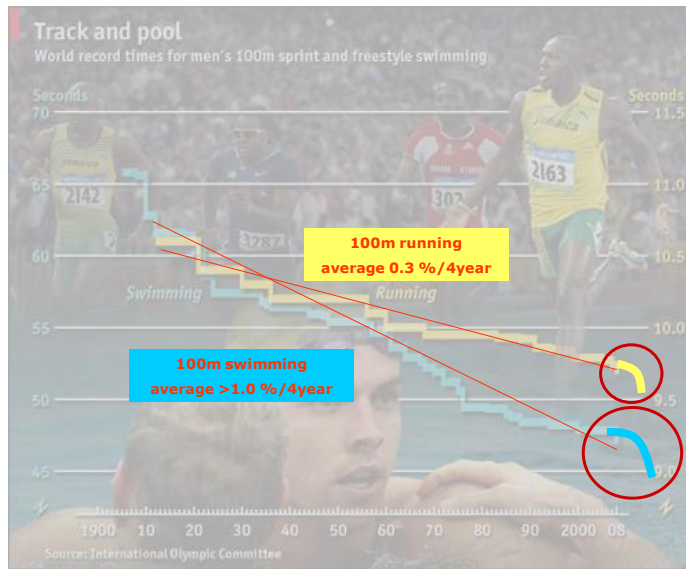 Track and pool
World record times for men's 100m sprint and freestyle swimming
Seconds
Seconds
70
11.5
Jamaica
Jamaica
65
11.0
2142
2163
302
3287
60
10.5
100m running
average 0.3 %/4year
Swimming
Running
55
10.0
100m swimming
average >1.0 %/4year
50
9.5
45
9.0
1900 10 20 30 40 50 60 70 80 90 2000 08
Source: International Olympic Committee